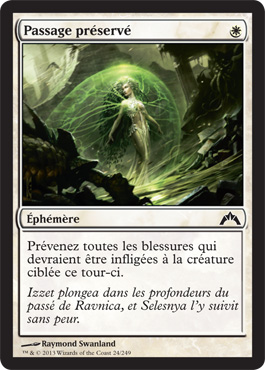 Passage préservé
Éphémère
Prévenez toutes les blessures qui
devraient être infligées à la créature
ciblée ce tour-ci.
Izzet plongea dans les profondeurs du
passé de Ravnica, et Selesnya l'y suivit
sans peur.
Raymond Swanland
™ & © 2013 Wizards of the Coast 24/249